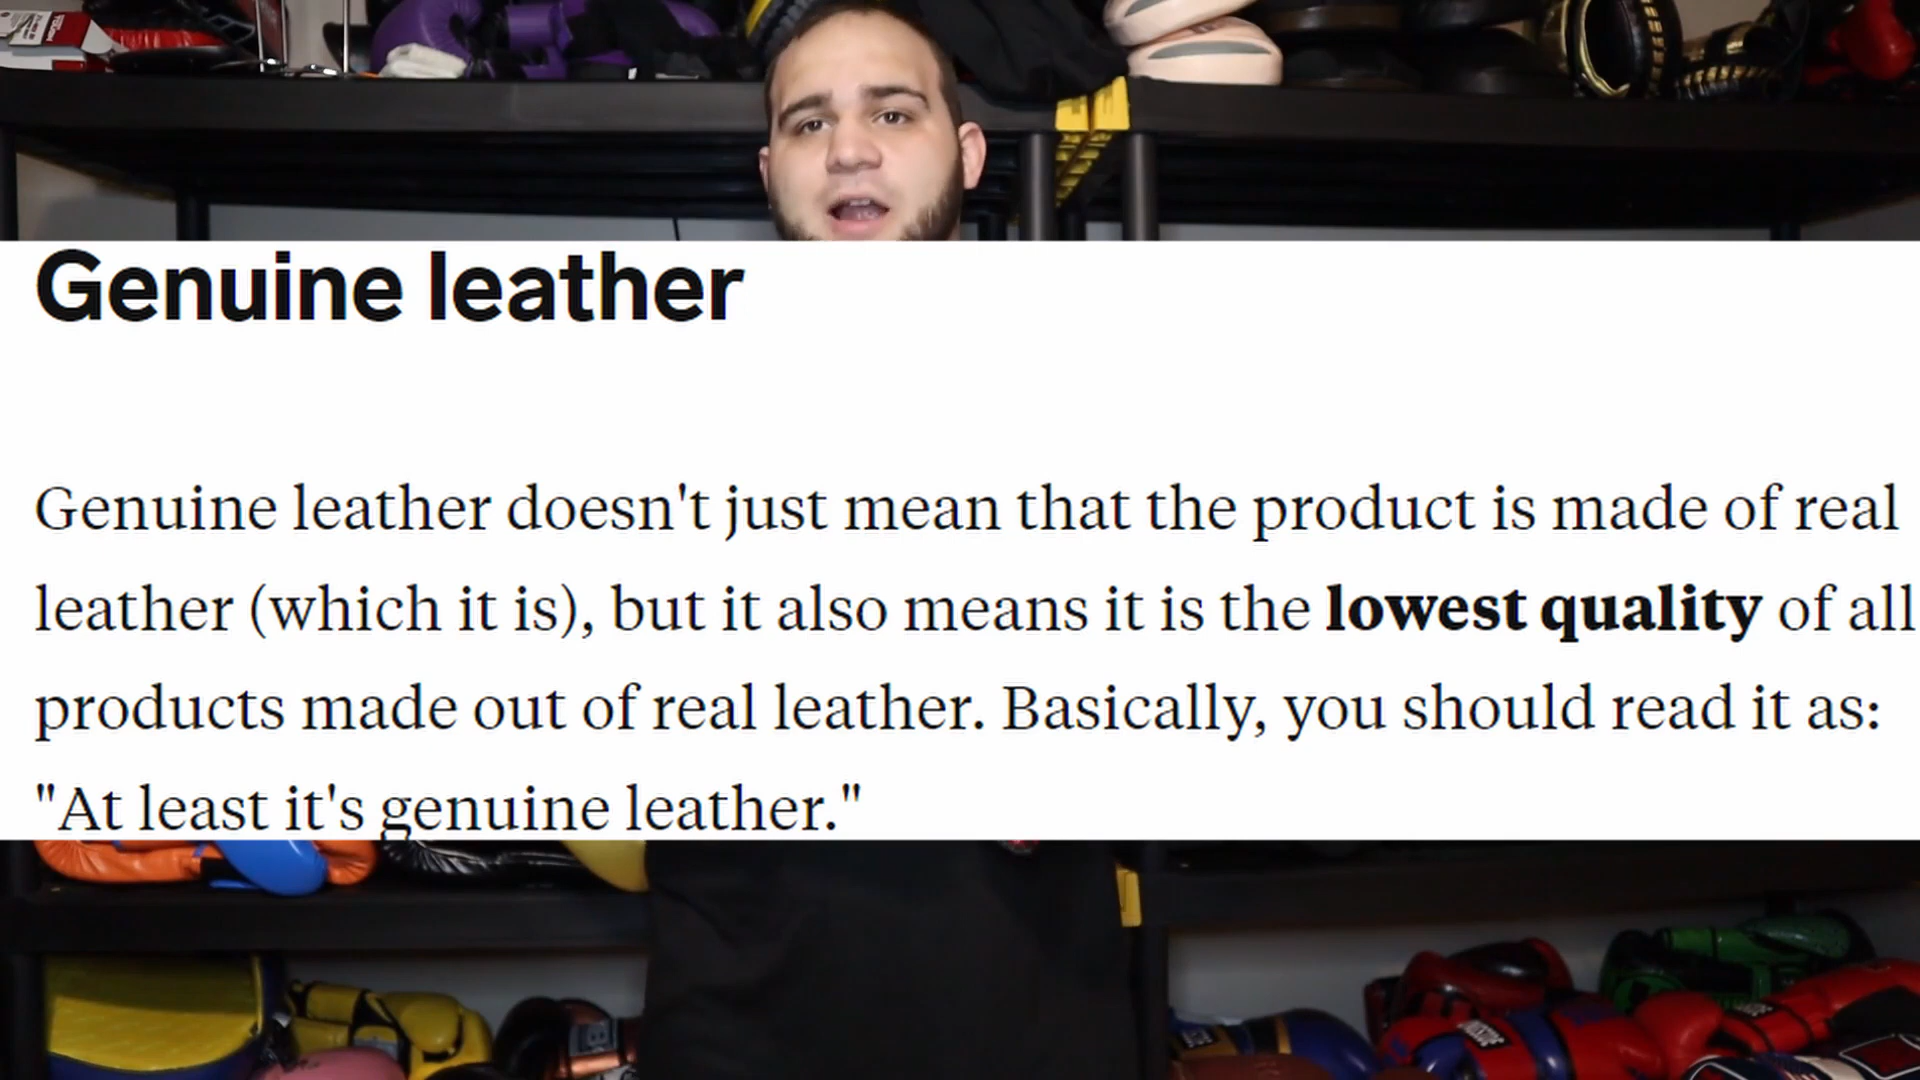 Genuine leather
Genuine leather doesn't just mean that the product is made of real
leather (which it is), but it also means it is the lowest quality of all
products made out of real leather. Basically, you should read it as:
"At least it's genuine leather."